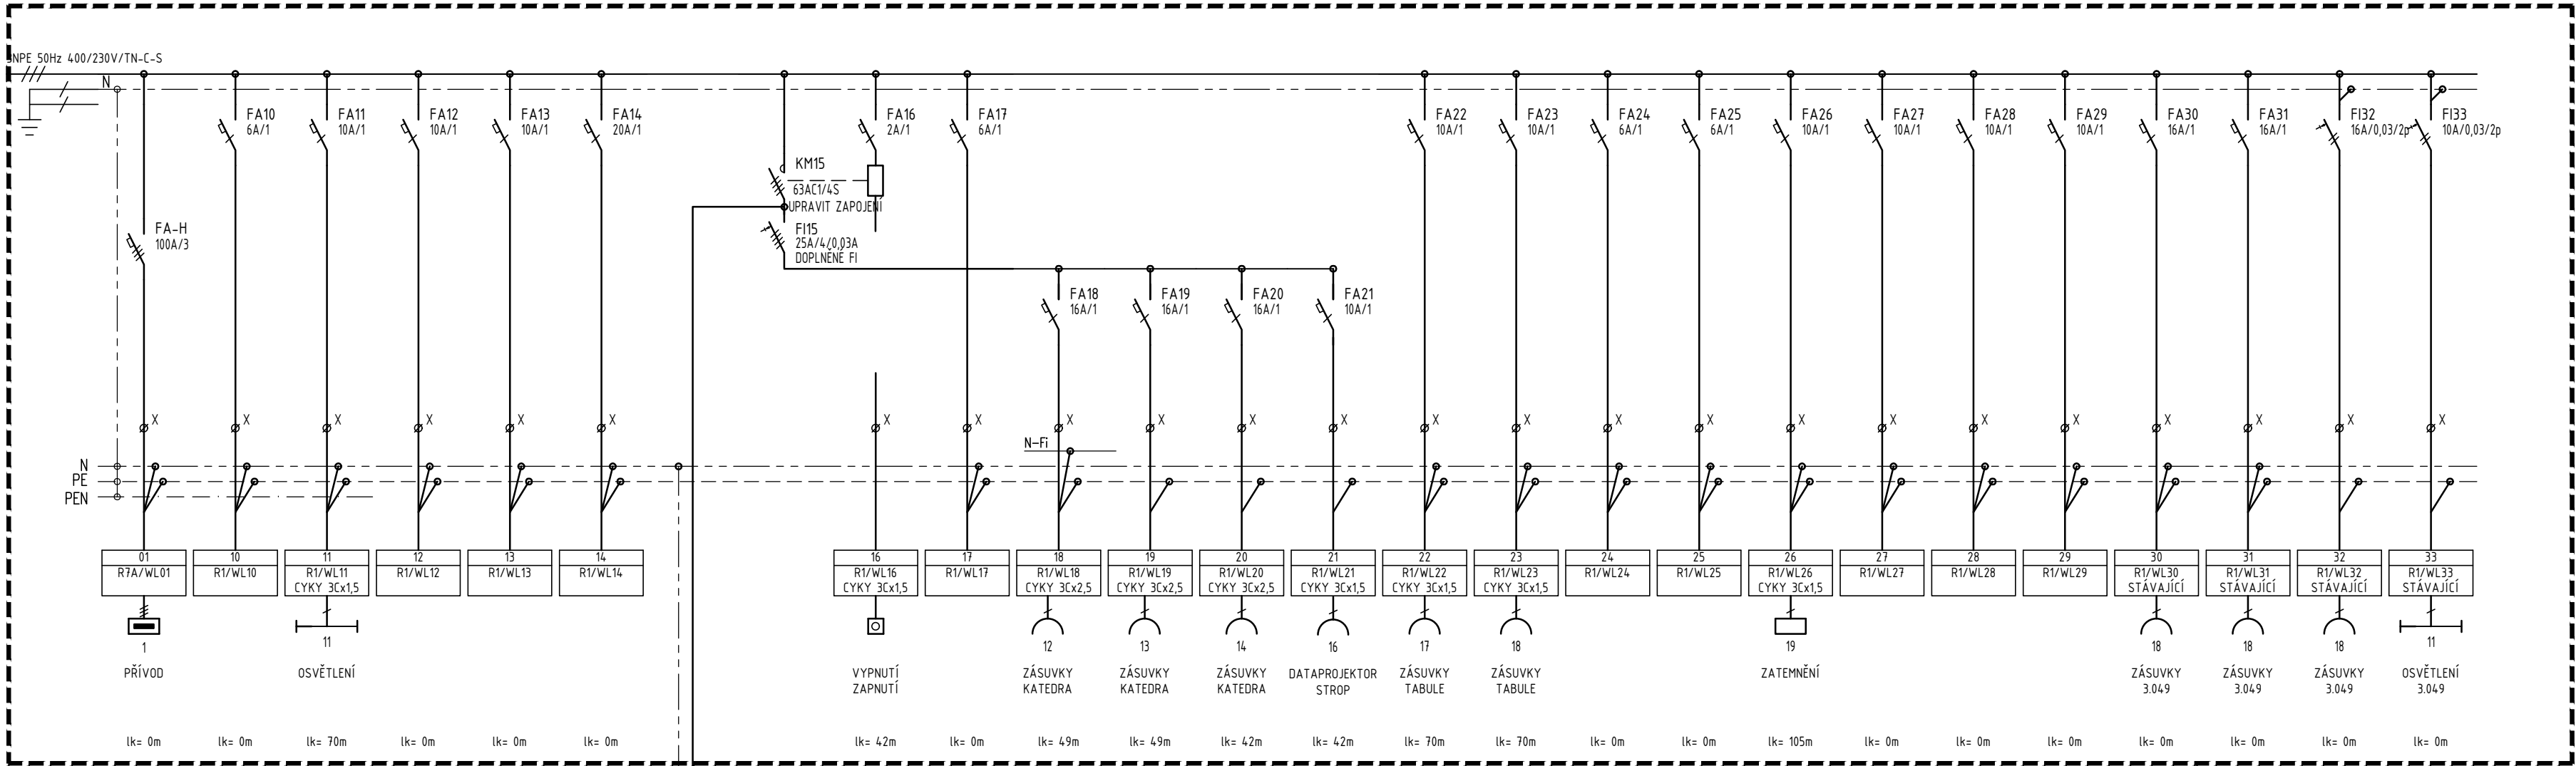 3NPE 50Hz 400/230V/TN-C-S
N
FA10
6A/1
FA11
10A/1
FA12
10A/1
FA13
10A/1
FA14
20A/1
FA16
2A/1
FA17
6A/1
FA22
10A/1
FA23
10A/1
FA24
6A/1
FA25
6A/1
FA26
10A/1
FA27
10A/1
FA28
10A/1
FA29
10A/1
FA30
16A/1
FA31
16A/1
FI32
16A/0,03/2p
FI33
10A/0,03/2p
KM15
63AC1/4S
UPRAVIT ZAPOJENÍ
FA-H
100A/3
FI15
25A/4/0,03A
DOPLNĚNÉ FI
FA18
16A/1
FA19
16A/1
FA20
16A/1
FA21
10A/1
X X X X X X X X X X X X X X X X X X X X X X X X
N-Fi
N
PE
PEN
01
R7A/WL01
10
R1/WL10
11
R1/WL11
CYKY 3Cx1,5
12
R1/WL12
13
R1/WL13
14
R1/WL14
16
R1/WL16
CYKY 3Cx1,5
17
R1/WL17
18
R1/WL18
CYKY 3Cx2,5
19
R1/WL19
CYKY 3Cx2,5
20
R1/WL20
CYKY 3Cx2,5
21
R1/WL21
CYKY 3Cx1,5
22
R1/WL22
CYKY 3Cx1,5
23
R1/WL23
CYKY 3Cx1,5
24
R1/WL24
25
R1/WL25
26
R1/WL26
CYKY 3Cx1,5
27
R1/WL27
28
R1/WL28
29
R1/WL29
30
R1/WL30
STÁVAJÍCÍ
31
R1/WL31
STÁVAJÍCÍ
32
R1/WL32
STÁVAJÍCÍ
33
R1/WL33
STÁVAJÍCÍ
1
PŘÍVOD
11
OSVĚTLENÍ
VYPNUTÍ
ZAPNUTÍ
12
ZÁSUVKY
KATEDRA
13
ZÁSUVKY
KATEDRA
14
ZÁSUVKY
KATEDRA
16
DATAPROJEKTOR
STROP
17
ZÁSUVKY
TABULE
18
ZÁSUVKY
TABULE
19
ZATEMNĚNÍ
18
ZÁSUVKY
3.049
18
ZÁSUVKY
3.049
18
ZÁSUVKY
3.049
11
OSVĚTLENÍ
3.049
lk= 0m
lk= 0m
lk= 70m
lk= 0m
lk= 0m
lk= 0m
lk= 42m
lk= 0m
lk= 49m
lk= 49m
lk= 42m
lk= 42m
lk= 70m
lk= 70m
lk= 0m
lk= 0m
lk= 105m
lk= 0m
lk= 0m
lk= 0m
lk= 0m
lk= 0m
lk= 0m
lk= 0m